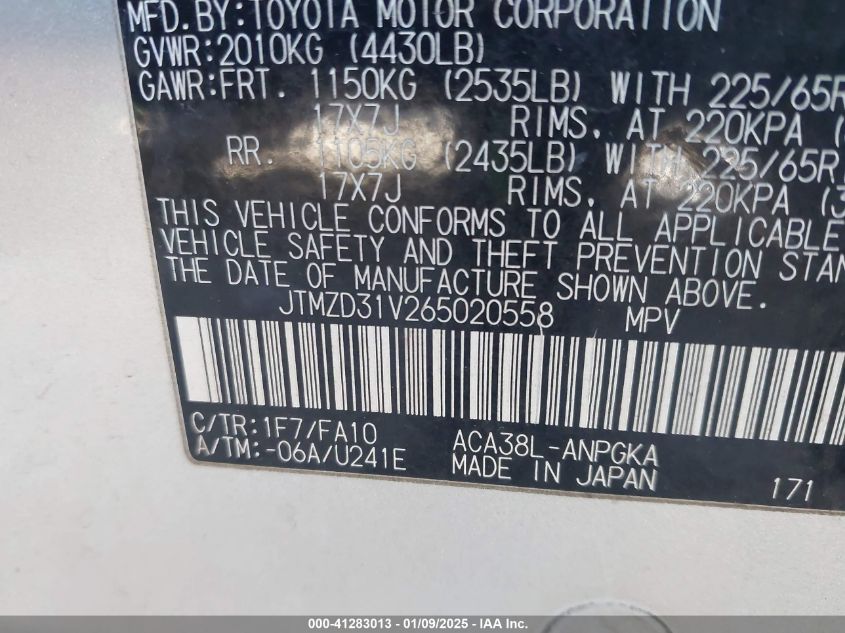 MFD.BY:TOYOTA MOTOR CORPORATION
GVWR:2010KG (4430LB)
GAWR:FRT. 1150KG (2535LB) WITH 225/65R
17X7J RIMS, AT 220KPA (
RR. 1105KG (2435LB) WITH 225/65R1
17X7J RIMS, AT 220KPA (3
THIS VEHICLE CONFORMS TO ALL APPLICABLE
VEHICLE SAFETY AND THEFT PREVENTION STAN
THE DATE OF MANUFACTURE SHOWN ABOVE.
JTMZD31V265020558 MPV
C/TR:1F7/FA10 ACA38L-ANPGKA
A/TM:-06A/U241E MADE IN JAPAN 171
000-41283013 - 01/09/2025 - IAA Inc.